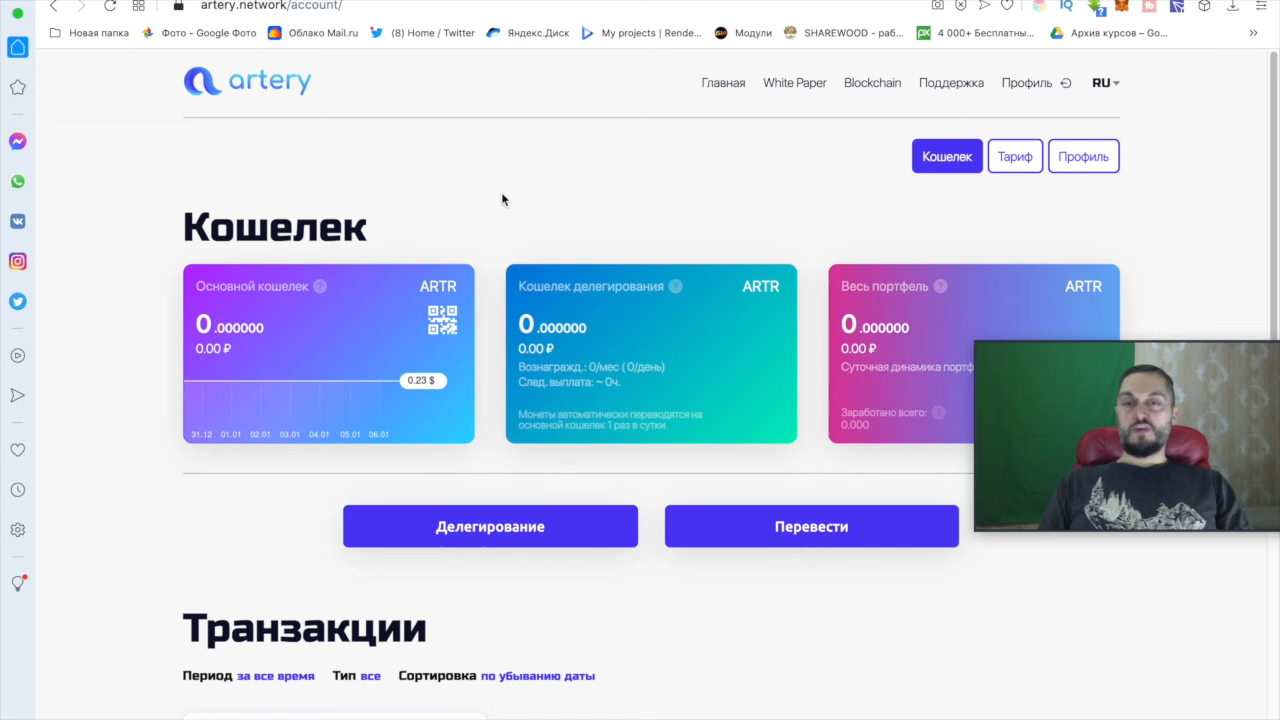 artery.network/account/
Новая папка
Фото - Google Фото
Облако Mail.ru
(8) Home / Twitter
Яндекс.Диск
My projects | Rende...
Модули
SHAREWOOD - раб...
4 000+ Бесплатны...
Архив курсов – Go...
artery
Главная White Paper Blockchain Поддержка Профиль RU
Кошелек Тариф Профиль
Кошелек
Основной кошелек ? ARTR
0.000000
0.00 ₽
0.23 $
31.12 01.01 02.01 03.01 04.01 05.01 06.01
Кошелек делегирования ? ARTR
0.000000
0.00 ₽
Вознагражд.: 0/мес ( 0/день)
След. выплата: ~ 0ч.
Монеты автоматически переводятся на
основной кошелек 1 раз в сутки
Весь портфель ? ARTR
0.000000
0.00 ₽
Суточная динамика портф
Заработано всего: ?
0.000
Делегирование Перевести
Транзакции
Период за все время Тип все Сортировка по убыванию даты